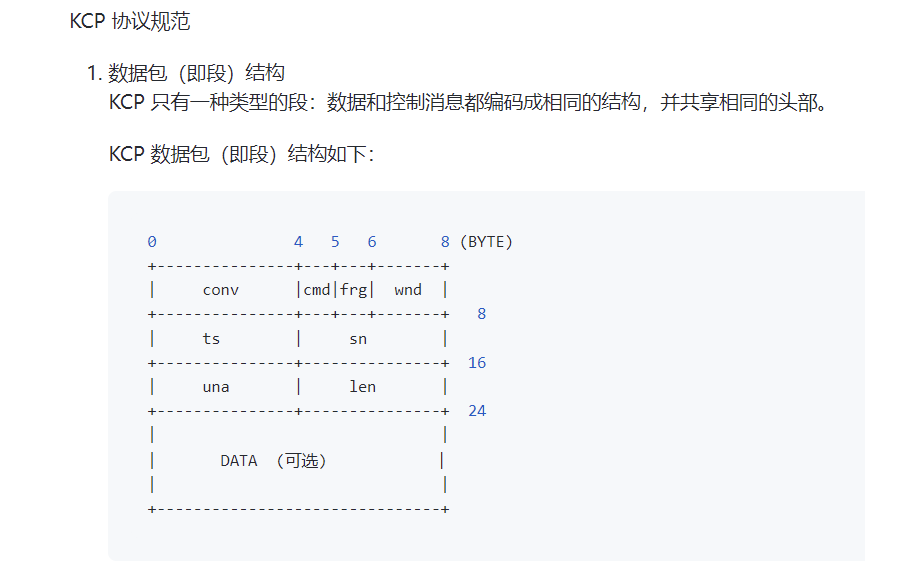 KCP 协议规范
1. 数据包（即段）结构
KCP 只有一种类型的段：数据和控制消息都编码成相同的结构，并共享相同的头部。
KCP 数据包（即段）结构如下：
0               4   5   6       8 (BYTE)
+---------------+---+---+-------+
|     conv      |cmd|frg|  wnd  |
+---------------+---+---+-------+   8
|     ts        |     sn        |
+---------------+---------------+  16
|     una       |     len       |
+---------------+---------------+  24
|                               |
|       DATA （可选）            |
|                               |
+-------------------------------+